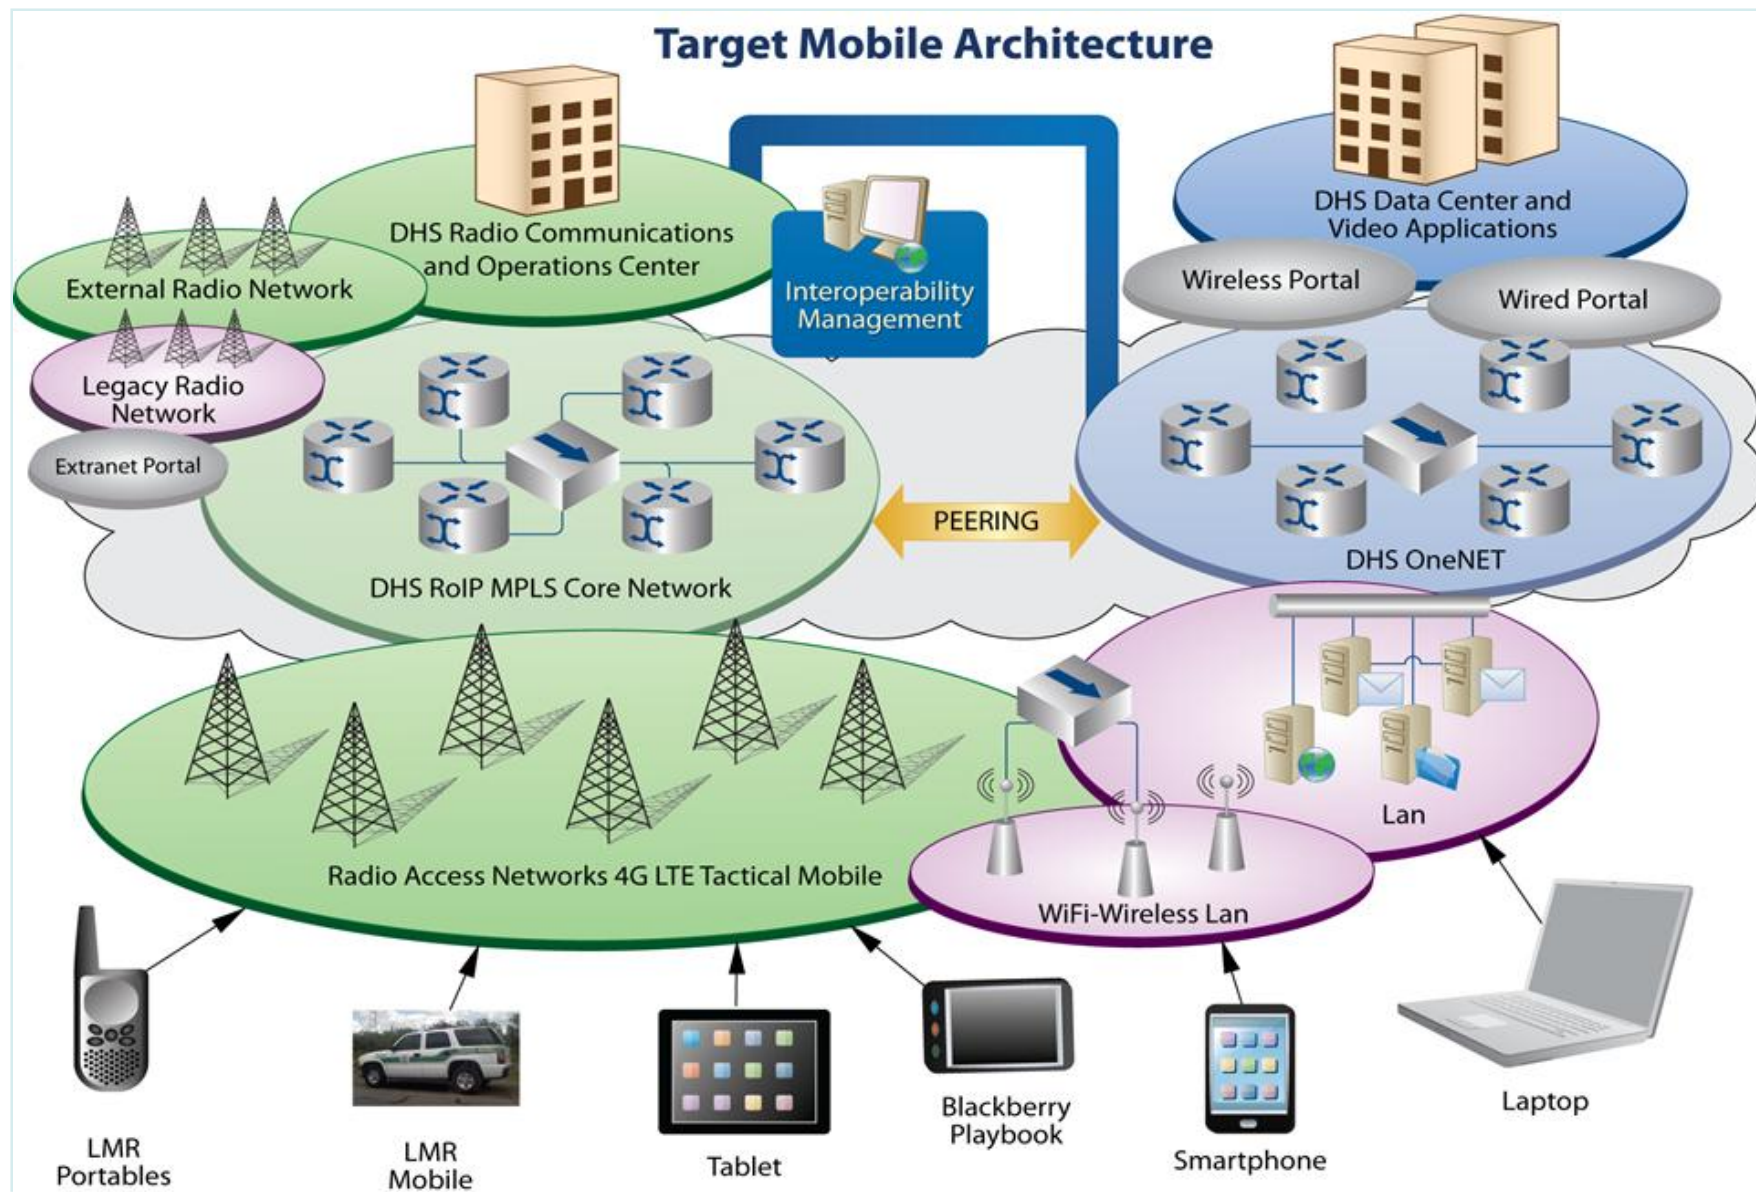 Target Mobile Architecture
DHS Radio Communications
and Operations Center
DHS Data Center and
Video Applications
External Radio Network
Interoperability
Management
Wireless Portal
Wired Portal
Legacy Radio
Network
Extranet Portal
PEERING
DHS RoIP MPLS Core Network
DHS OneNET
Lan
Radio Access Networks 4G LTE Tactical Mobile
WiFi-Wireless Lan
LMR
Portables
LMR
Mobile
Tablet
Blackberry
Playbook
Smartphone
Laptop